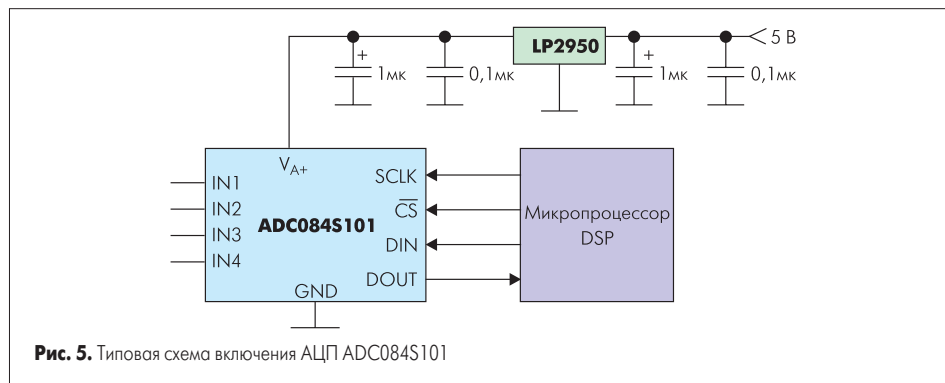 LP2950
5 В
+
1мк
0,1мк
+
1мк
0,1мк
VA+
IN1
IN2
IN3
IN4
ADC084S101
SCLK
CS
DIN
DOUT
GND
Микропроцессор
DSP
Рис. 5. Типовая схема включения АЦП ADC084S101